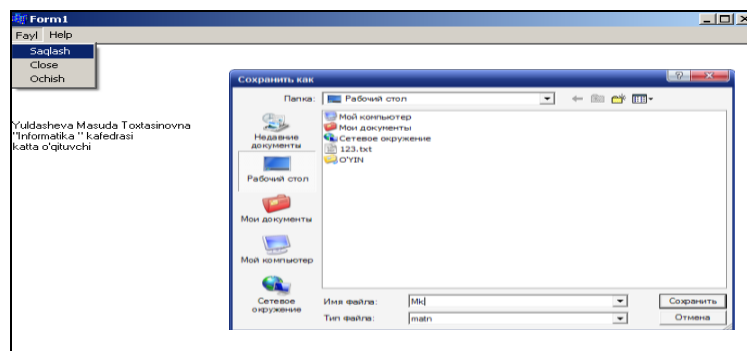 Form1
Fayl Help
Saqlash
Close
Ochish
Yuldasheva Masuda Toxtasinovna
"Informatika " kafedrasi
katta o'qituvchi
Сохранить как
Папка: Рабочий стол
Недавние
документы
Рабочий стол
Мои документы
Мой компьютер
Сетевое
окружение
Мой компьютер
Мои документы
Сетевое окружение
123.txt
O'YIN
Имя файла: Mk
Сохранить
Тип файла: matn
Отмена